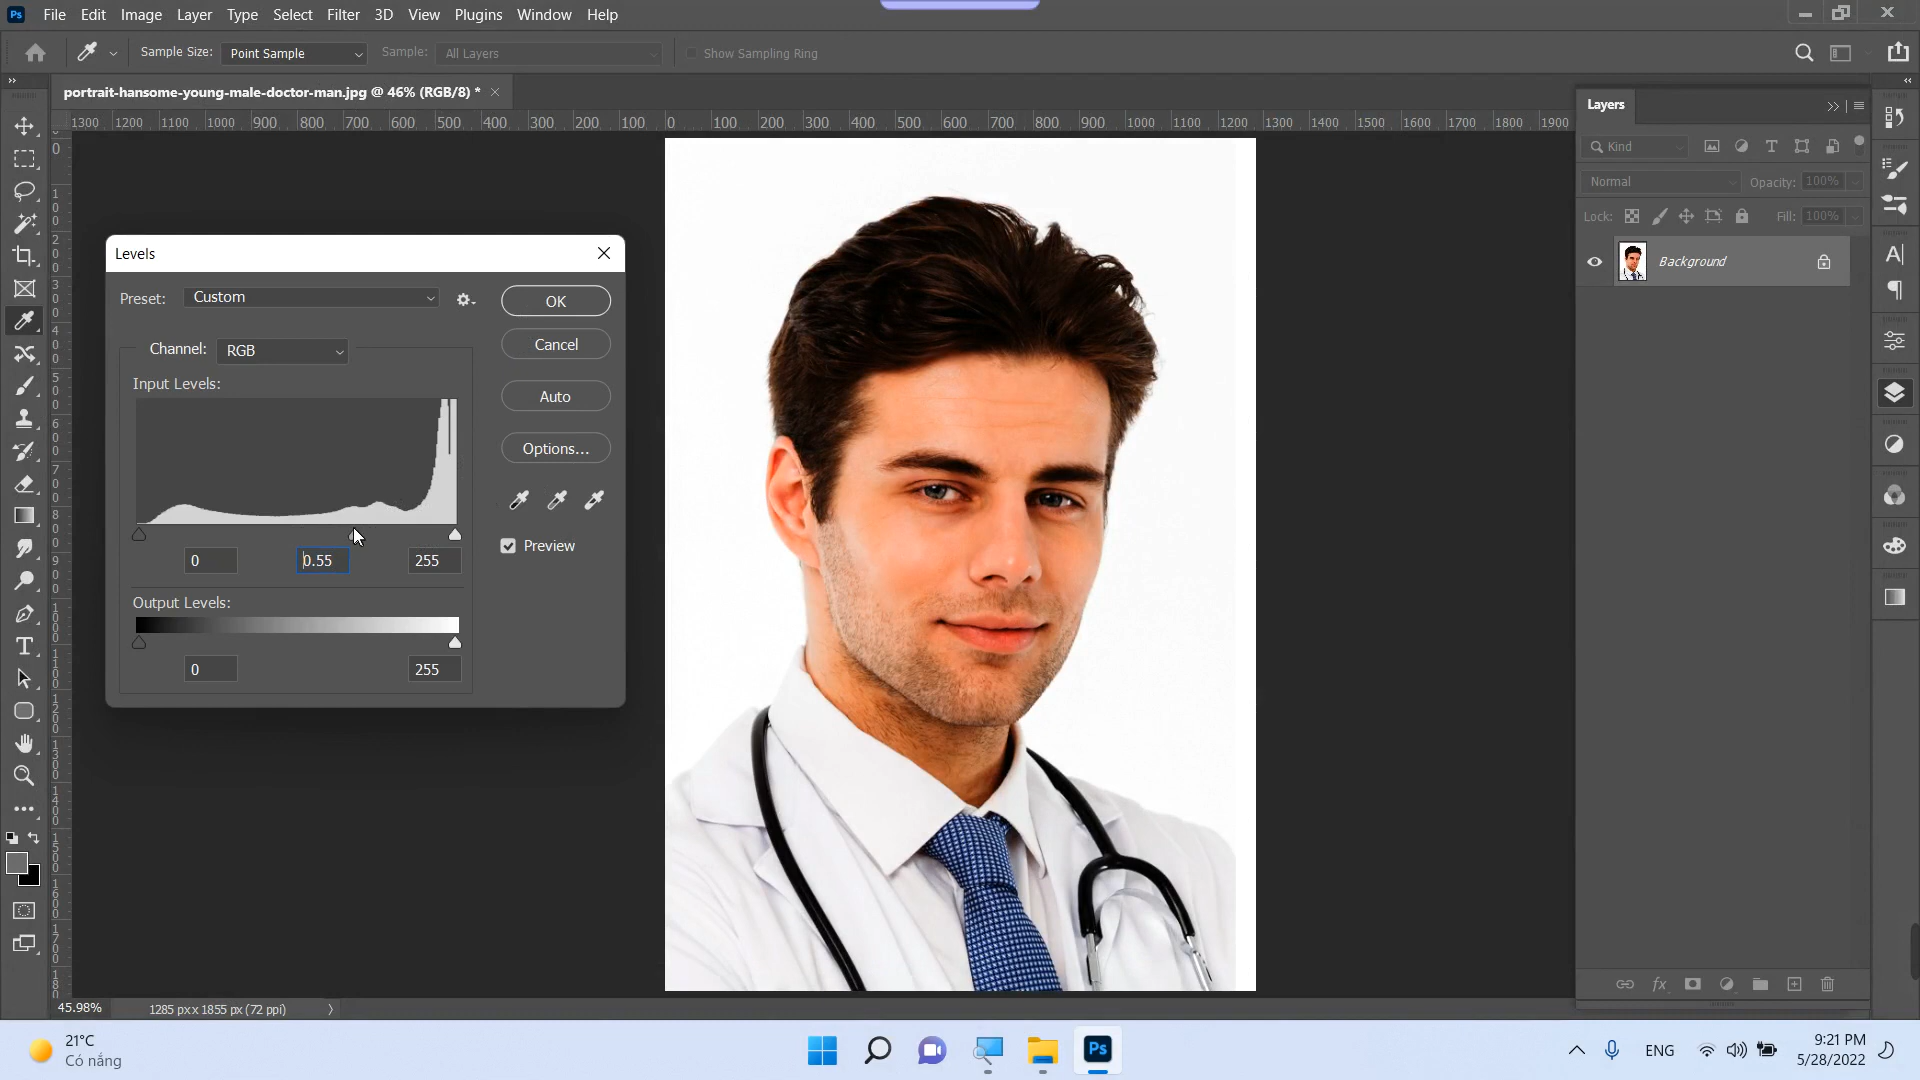 Ps File Edit Image Layer Type Select Filter 3D View Plugins Window Help
Sample Size: Point Sample Sample: All Layers Show Sampling Ring
portrait-hansome-young-male-doctor-man.jpg @ 46% (RGB/8) *
1300 1200 1100 1000 900 800 700 600 500 400 300 200 100 0 100 200 300 400 500 600 700 800 900 1000 1100 1200 1300 1400 1500 1600 1700 1800 1900
Layers
Kind
Normal Opacity: 100%
Lock: Fill: 100%
Background
Levels
Preset: Custom
OK
Channel: RGB
Cancel
Input Levels:
Auto
Options...
Preview
0 0.55 255
Output Levels:
0 255
45.98% 1285 px x 1855 px (72 ppi)
21°C
Có nắng
Ps
ENG
9:21 PM
5/28/2022